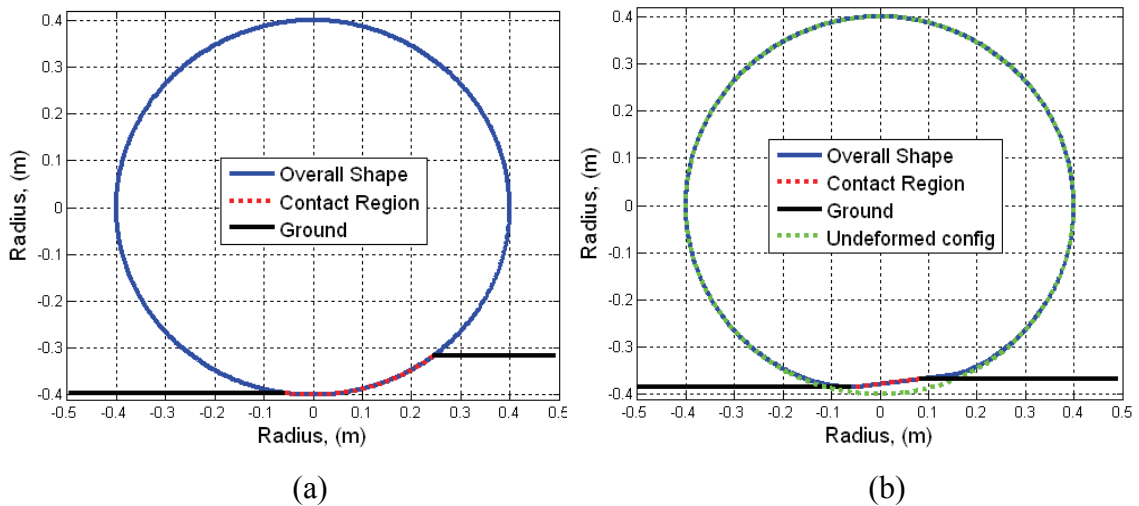 0.4
0.3
0.2
0.1
0
-0.1
-0.2
-0.3
-0.4
-0.5 -0.4 -0.3 -0.2 -0.1 0 0.1 0.2 0.3 0.4 0.5
Radius, (m)
Radius, (m)
Overall Shape
Contact Region
Ground
(a)
0.4
0.3
0.2
0.1
0
-0.1
-0.2
-0.3
-0.4
-0.5 -0.4 -0.3 -0.2 -0.1 0 0.1 0.2 0.3 0.4 0.5
Radius, (m)
Radius, (m)
Overall Shape
Contact Region
Ground
Undeformed config
(b)